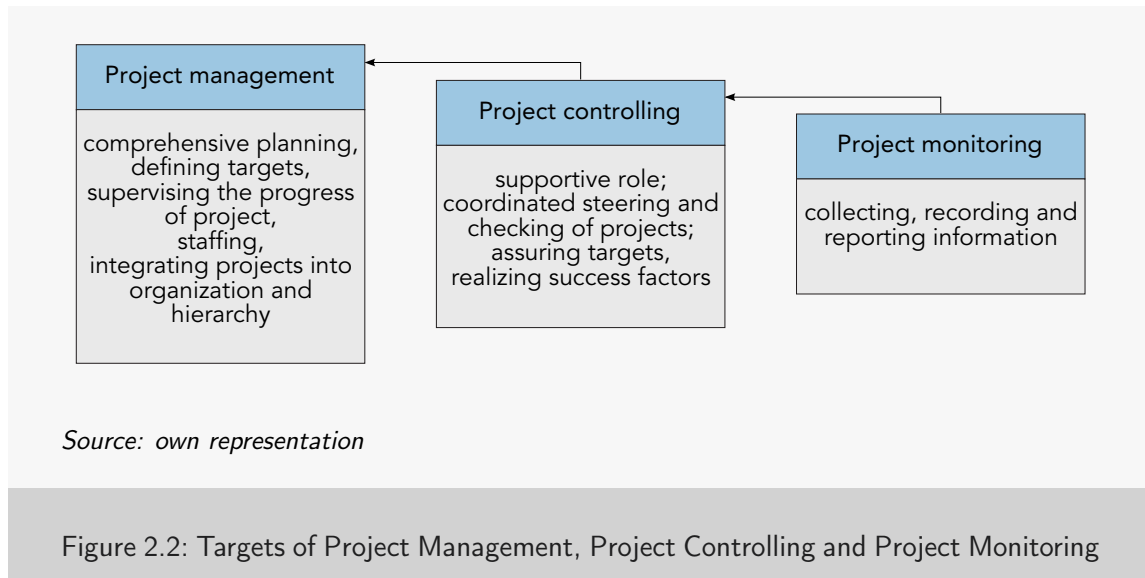 Project management
comprehensive planning,
defining targets,
supervising the progress
of project,
staffing,
integrating projects into
organization and
hierarchy
Project controlling
supportive role;
coordinated steering and
checking of projects;
assuring targets,
realizing success factors
Project monitoring
collecting, recording and
reporting information
Source: own representation
Figure 2.2: Targets of Project Management, Project Controlling and Project Monitoring